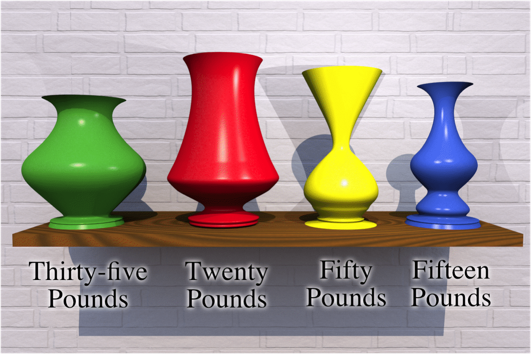 Thirty-five
Pounds
Twenty
Pounds
Fifty
Pounds
Fifteen
Pounds